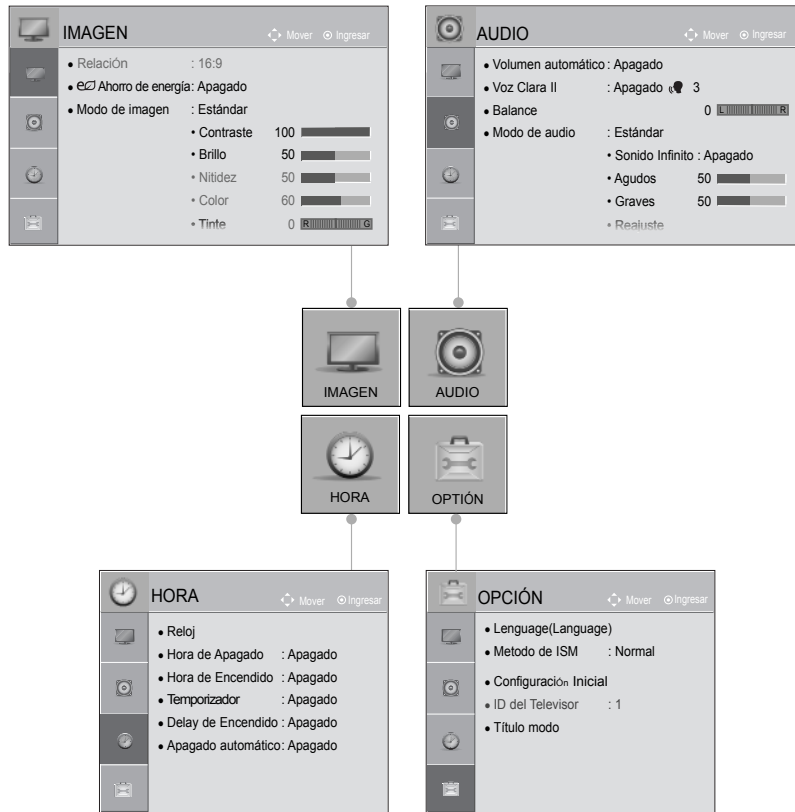 IMAGEN
Mover Ingresar
• Relación : 16:9
• eco Ahorro de energía: Apagado
• Modo de imagen : Estándar
• Contraste 100
• Brillo 50
• Nitidez 50
• Color 60
• Tinte 0 R G
AUDIO
Mover Ingresar
• Volumen automático : Apagado
• Voz Clara II : Apagado 3
• Balance 0 L R
• Modo de audio : Estándar
• Sonido Infinito : Apagado
• Agudos 50
• Graves 50
• Reajuste
IMAGEN
AUDIO
HORA
OPTIÓN
HORA
Mover Ingresar
• Reloj
• Hora de Apagado : Apagado
• Hora de Encendido : Apagado
• Temporizador : Apagado
• Delay de Encendido : Apagado
• Apagado automático: Apagado
OPCIÓN
Mover Ingresar
• Lenguage(Language)
• Metodo de ISM : Normal
• Configuración Inicial
• ID del Televisor : 1
• Título modo